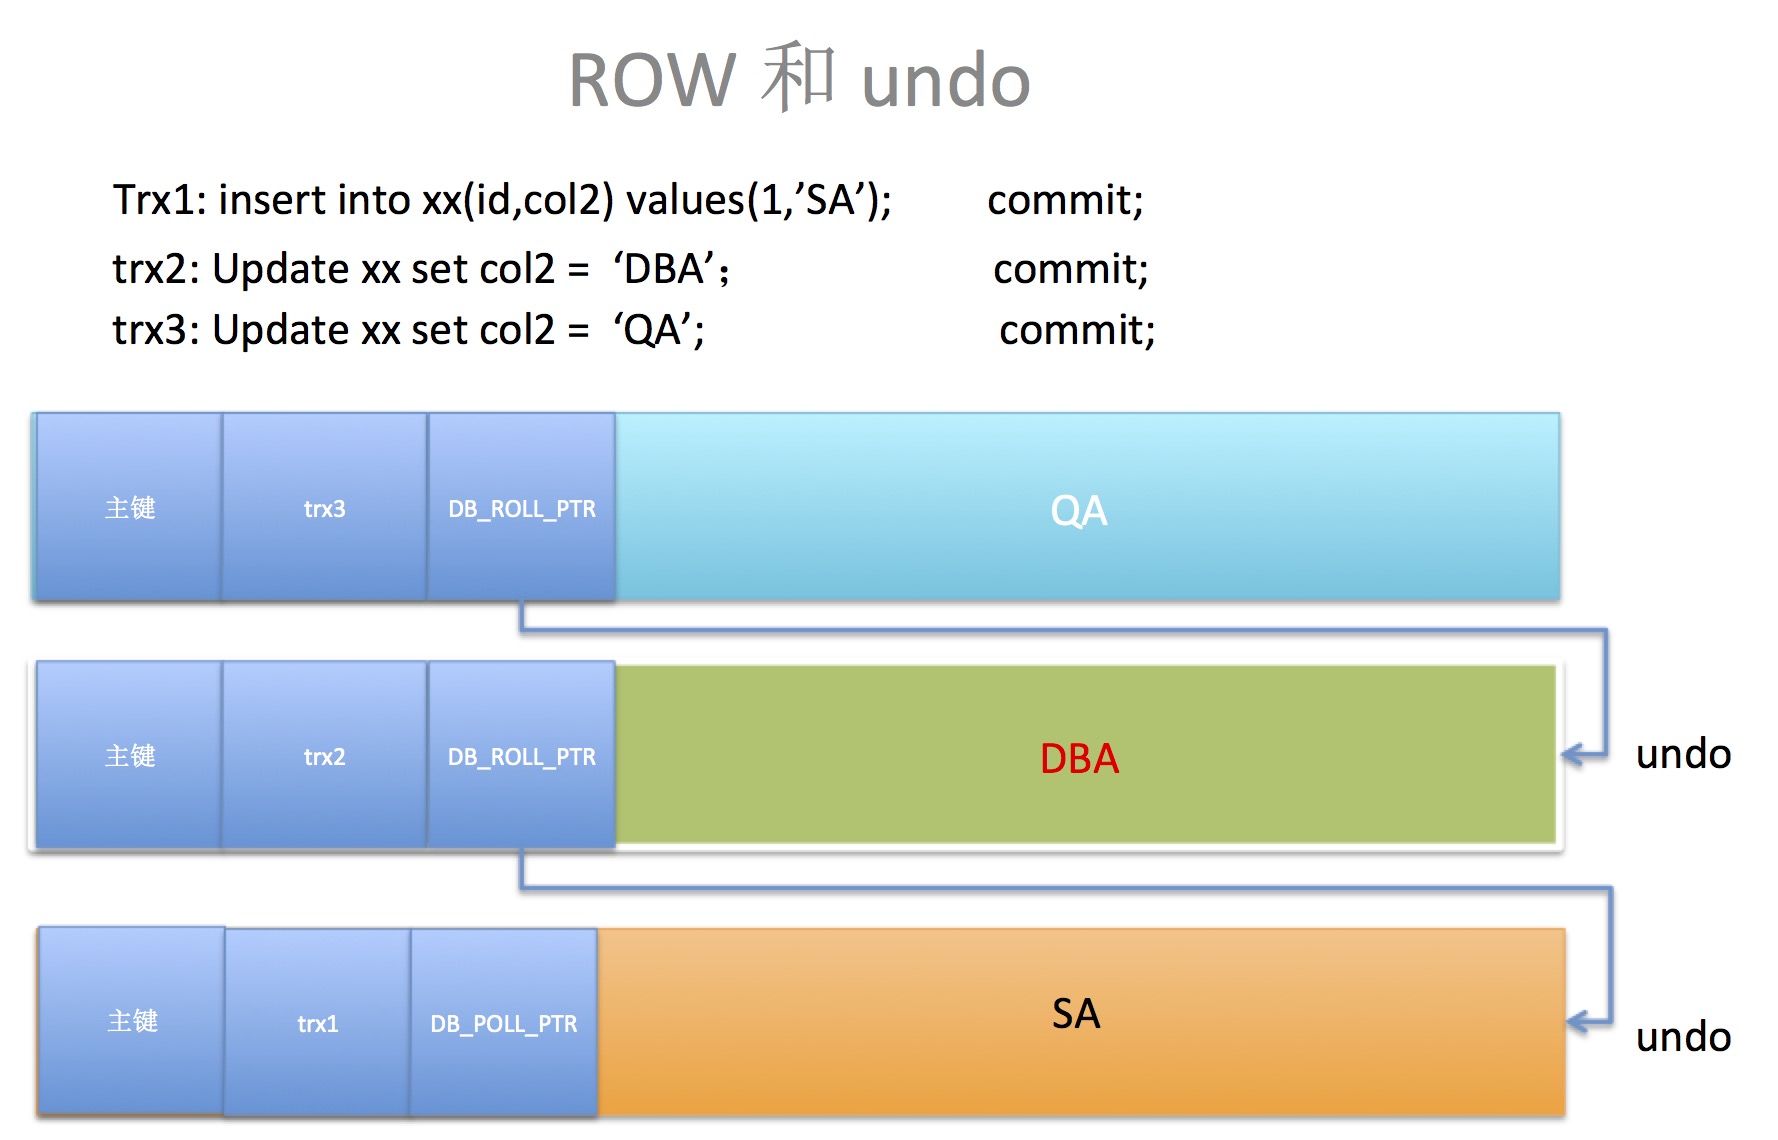 ROW 和 undo
Trx1: insert into xx(id,col2) values(1,’SA’); commit;
trx2: Update xx set col2 = ‘DBA’； commit;
trx3: Update xx set col2 = ‘QA’; commit;
主键 trx3 DB_ROLL_PTR QA
主键 trx2 DB_ROLL_PTR DBA undo
主键 trx1 DB_POLL_PTR SA undo